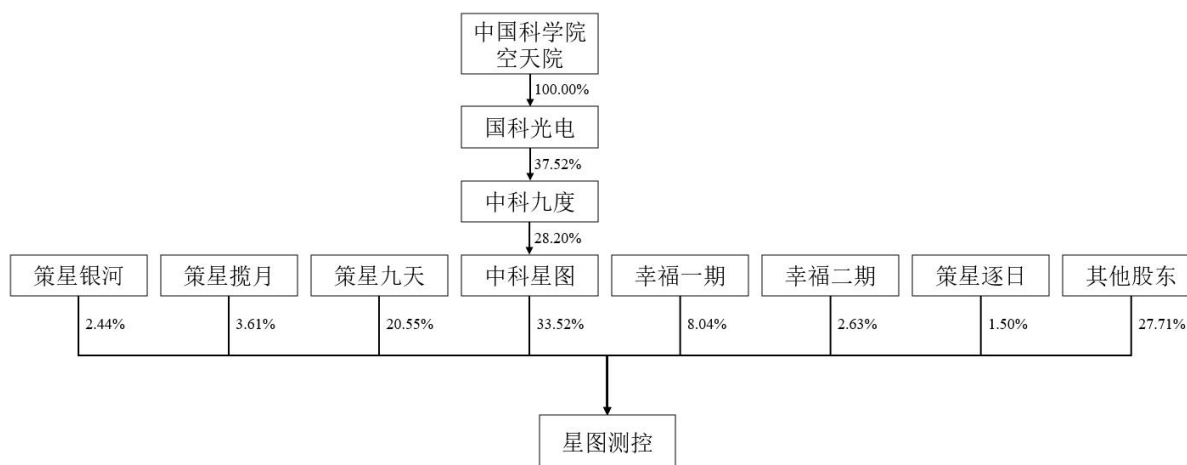 中国科学院
空天院
100.00%
国科光电
37.52%
中科九度
28.20%
策星银河
策星揽月
策星九天
中科星图
幸福一期
幸福二期
策星逐日
其他股东
2.44%
3.61%
20.55%
33.52%
8.04%
2.63%
1.50%
27.71%
星图测控